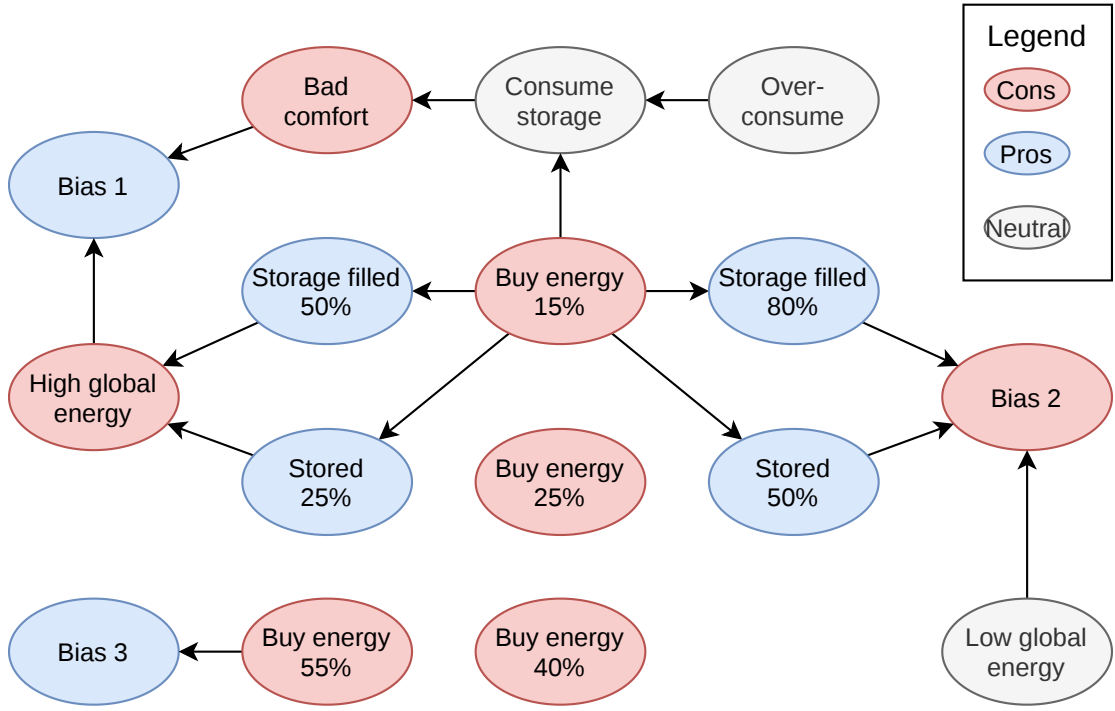 Legend
Cons
Pros
Neutral
Bad
comfort
Consume
storage
Over-
consume
Bias 1
Storage filled
50%
Buy energy
15%
Storage filled
80%
High global
energy
Bias 2
Stored
25%
Buy energy
25%
Stored
50%
Bias 3
Buy energy
55%
Buy energy
40%
Low global
energy